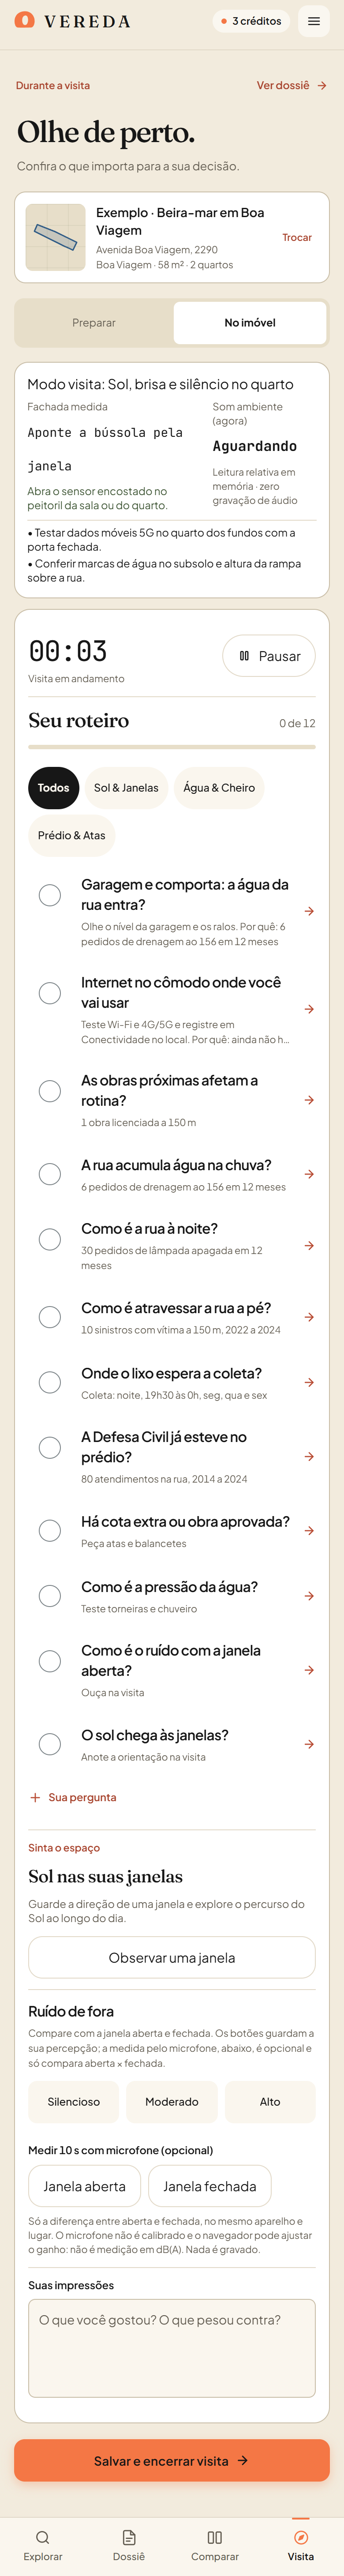 VEREDA
3 créditos
Durante a visita
Ver dossiê →
Olhe de perto.
Confira o que importa para a sua decisão.
Exemplo · Beira-mar em Boa
Viagem
Avenida Boa Viagem, 2290
Boa Viagem · 58 m² · 2 quartos
Trocar
Preparar
No imóvel
Modo visita: Sol, brisa e silêncio no quarto
Fachada medida
Aponte a bússola pela
janela
Abra o sensor encostado no
peitoril da sala ou do quarto.
Som ambiente
(agora)
Aguardando
Leitura relativa em
memória · zero
gravação de áudio
• Testar dados móveis 5G no quarto dos fundos com a
porta fechada.
• Conferir marcas de água no subsolo e altura da rampa
sobre a rua.
00:03
Visita em andamento
Pausar
Seu roteiro
0 de 12
Todos
Sol & Janelas
Água & Cheiro
Prédio & Atas
Garagem e comporta: a água da
rua entra?
Olhe o nível da garagem e os ralos. Por quê: 6
pedidos de drenagem ao 156 em 12 meses
→
Internet no cômodo onde você
vai usar
Teste Wi-Fi e 4G/5G e registre em
Conectividade no local. Por quê: ainda não h…
→
As obras próximas afetam a
rotina?
1 obra licenciada a 150 m
→
A rua acumula água na chuva?
6 pedidos de drenagem ao 156 em 12 meses
→
Como é a rua à noite?
30 pedidos de lâmpada apagada em 12
meses
→
Como é atravessar a rua a pé?
10 sinistros com vítima a 150 m, 2022 a 2024
→
Onde o lixo espera a coleta?
Coleta: noite, 19h30 às 0h, seg, qua e sex
→
A Defesa Civil já esteve no
prédio?
80 atendimentos na rua, 2014 a 2024
→
Há cota extra ou obra aprovada?
Peça atas e balancetes
→
Como é a pressão da água?
Teste torneiras e chuveiro
→
Como é o ruído com a janela
aberta?
Ouça na visita
→
O sol chega às janelas?
Anote a orientação na visita
→
+ Sua pergunta
Sinta o espaço
Sol nas suas janelas
Guarde a direção de uma janela e explore o percurso do
Sol ao longo do dia.
Observar uma janela
Ruído de fora
Compare com a janela aberta e fechada. Os botões guardam a
sua percepção; a medida pelo microfone, abaixo, é opcional e
só compara aberta × fechada.
Silencioso
Moderado
Alto
Medir 10 s com microfone (opcional)
Janela aberta
Janela fechada
Só a diferença entre aberta e fechada, no mesmo aparelho e
lugar. O microfone não é calibrado e o navegador pode ajustar
o ganho: não é medição em dB(A). Nada é gravado.
Suas impressões
O que você gostou? O que pesou contra?
Salvar e encerrar visita →
Explorar
Dossiê
Comparar
Visita